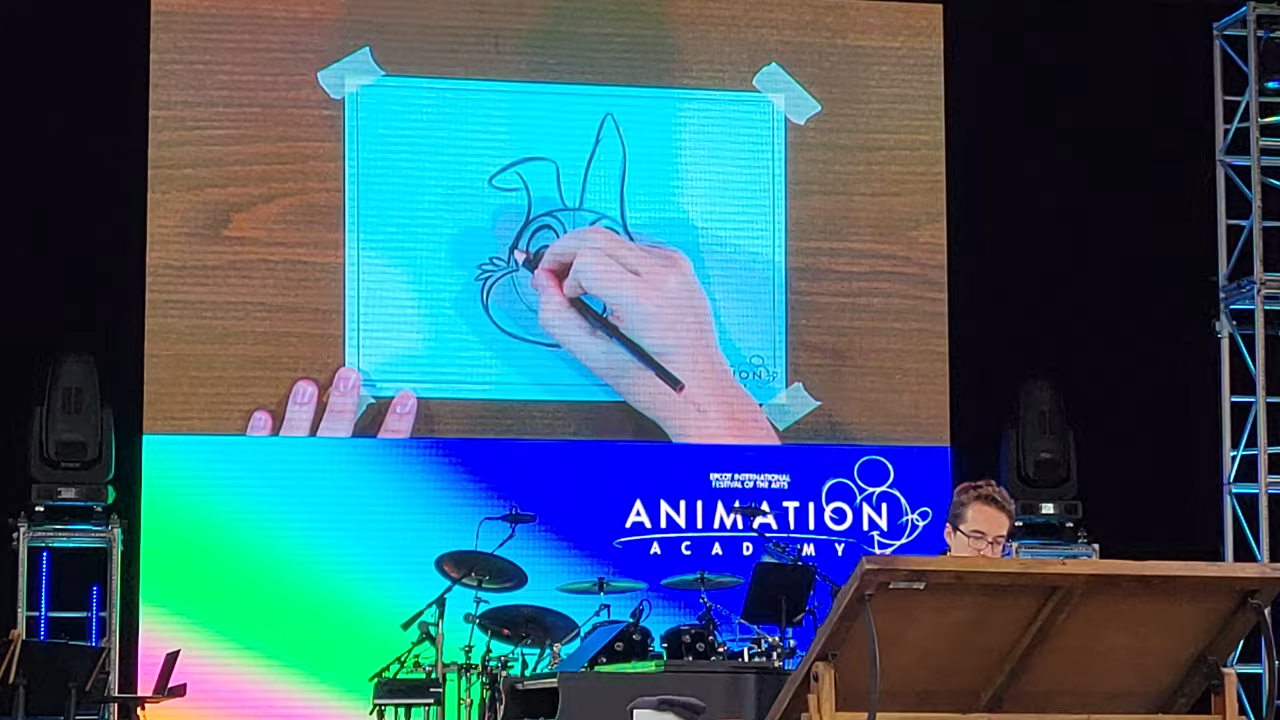 EPCOT INTERNATIONAL
FESTIVAL OF THE ARTS
ANIMATION
ACADEMY